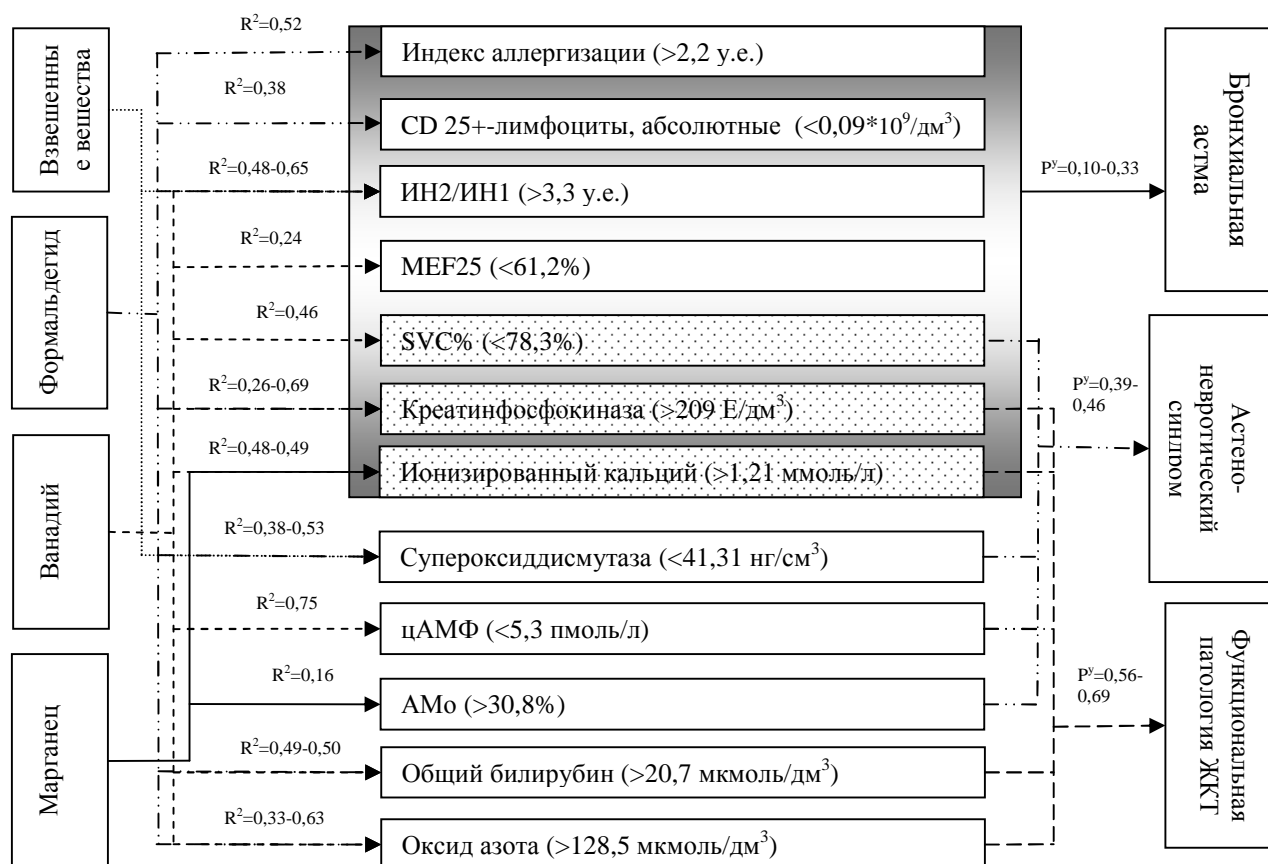 Взвешенны
е вешества
Формальдегид
Ванадий
Марганец
R²=0,52
Индекс аллергизации (>2,2 у.е.)
R²=0,38
CD 25+-лимфоциты, абсолютные (<0,09*10⁹/дм³)
R²=0,48-0,65
ИН2/ИН1 (>3,3 у.е.)
R²=0,24
MEF25 (<61,2%)
R²=0,46
SVC% (<78,3%)
R²=0,26-0,69
Креатинфосфокиназа (>209 Е/дм³)
R²=0,48-0,49
Ионизированный кальций (>1,21 ммоль/л)
R²=0,38-0,53
Супероксиддисмутаза (<41,31 нг/см³)
R²=0,75
цАМФ (<5,3 пмоль/л)
R²=0,16
АМо (>30,8%)
R²=0,49-0,50
Общий билирубин (>20,7 мкмоль/дм³)
R²=0,33-0,63
Оксид азота (>128,5 мкмоль/дм³)
Pʸ=0,10-0,33
Бронхиальная
астма
Pʸ=0,39-
0,46
Астено-
невротический
синпром
Pʸ=0,56-
0,69
Функциональная
патология ЖКТ